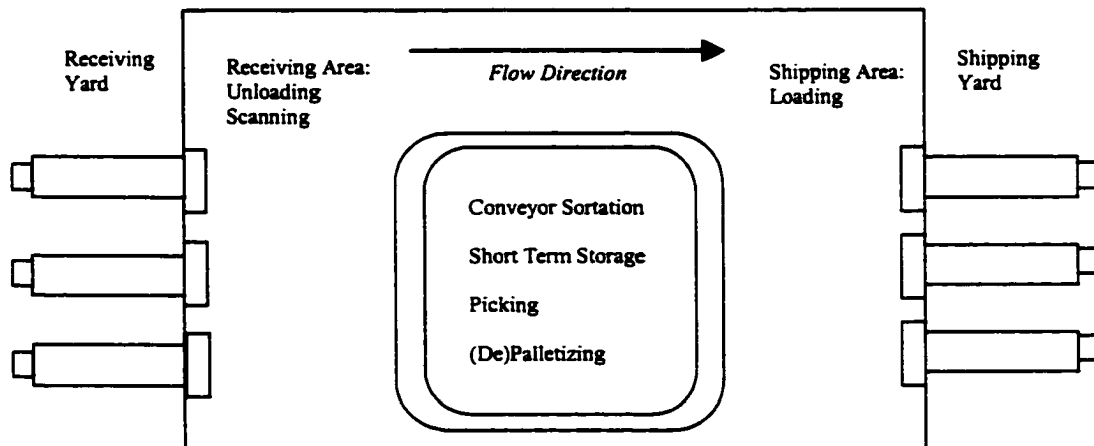 Receiving
Yard
Receiving Area:
Unloading
Scanning
Flow Direction
Shipping Area:
Loading
Shipping
Yard
Conveyor Sortation
Short Term Storage
Picking
(De)Palletizing